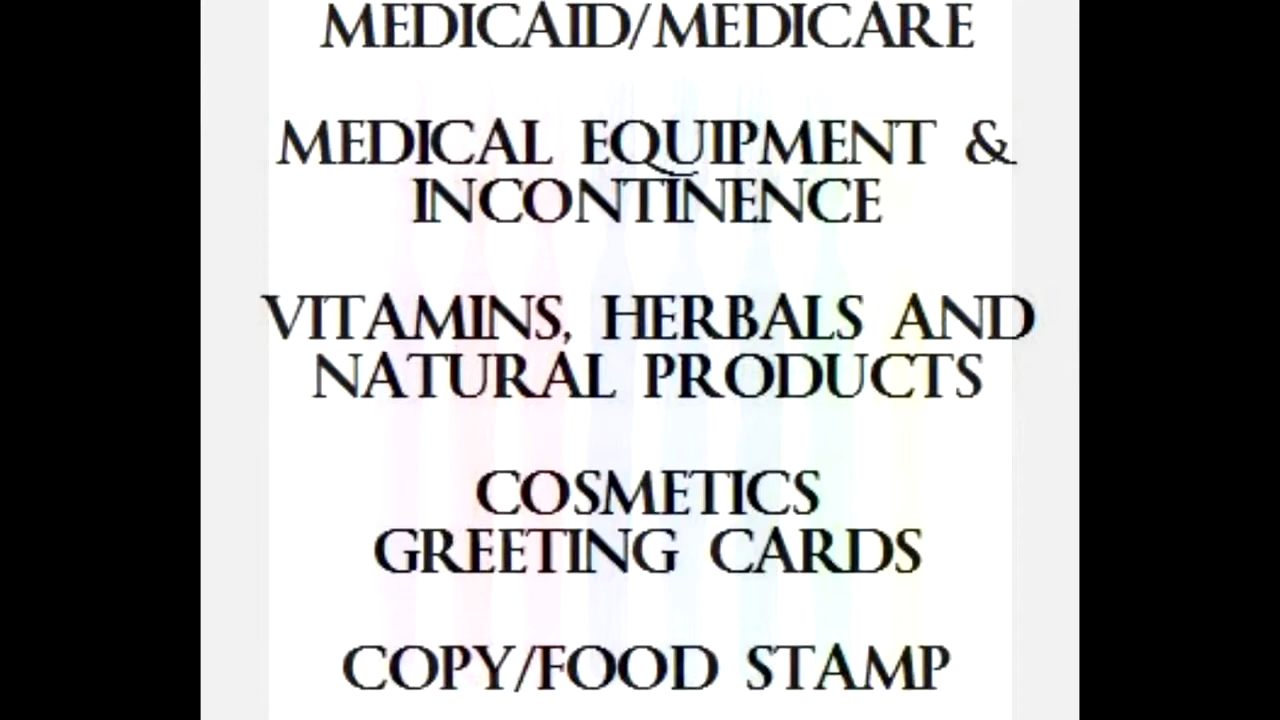 MEDICAID/MEDICARE
MEDICAL EQUIPMENT &
INCONTINENCE
VITAMINS, HERBALS AND
NATURAL PRODUCTS
COSMETICS
GREETING CARDS
COPY/FOOD STAMP